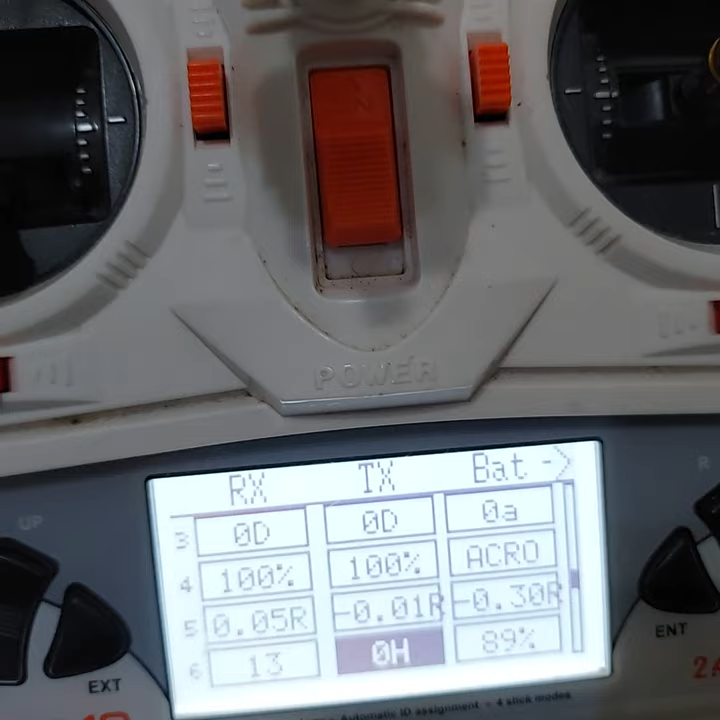 POWER
RX TX Bat ->
3 0D 0D 0a
4 100% 100% ACRO
5 0.05R -0.01R -0.30R
6 13 0H 89%
UP
R
ENT
EXT
Automatic ID assignment • 4 stick modes